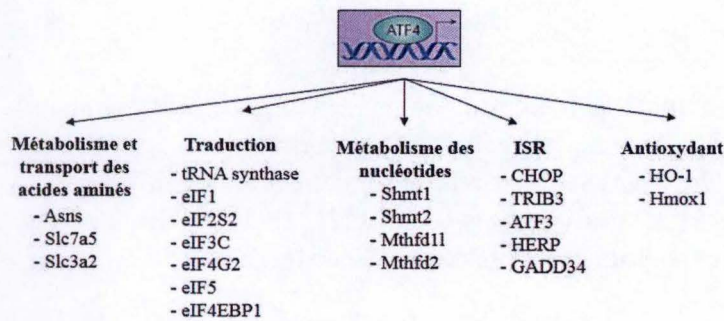 ATF4
Métabolisme et
transport des
acides aminés
- Asns
- Slc7a5
- Slc3a2
Traduction
- tRNA synthase
- eIF1
- eIF2S2
- eIF3C
- eIF4G2
- eIF5
- eIF4EBP1
Métabolisme des
nucléotides
- Shmt1
- Shmt2
- Mthfd1l
- Mthfd2
ISR
- CHOP
- TRIB3
- ATF3
- HERP
- GADD34
Antioxydant
- HO-1
- Hmox1